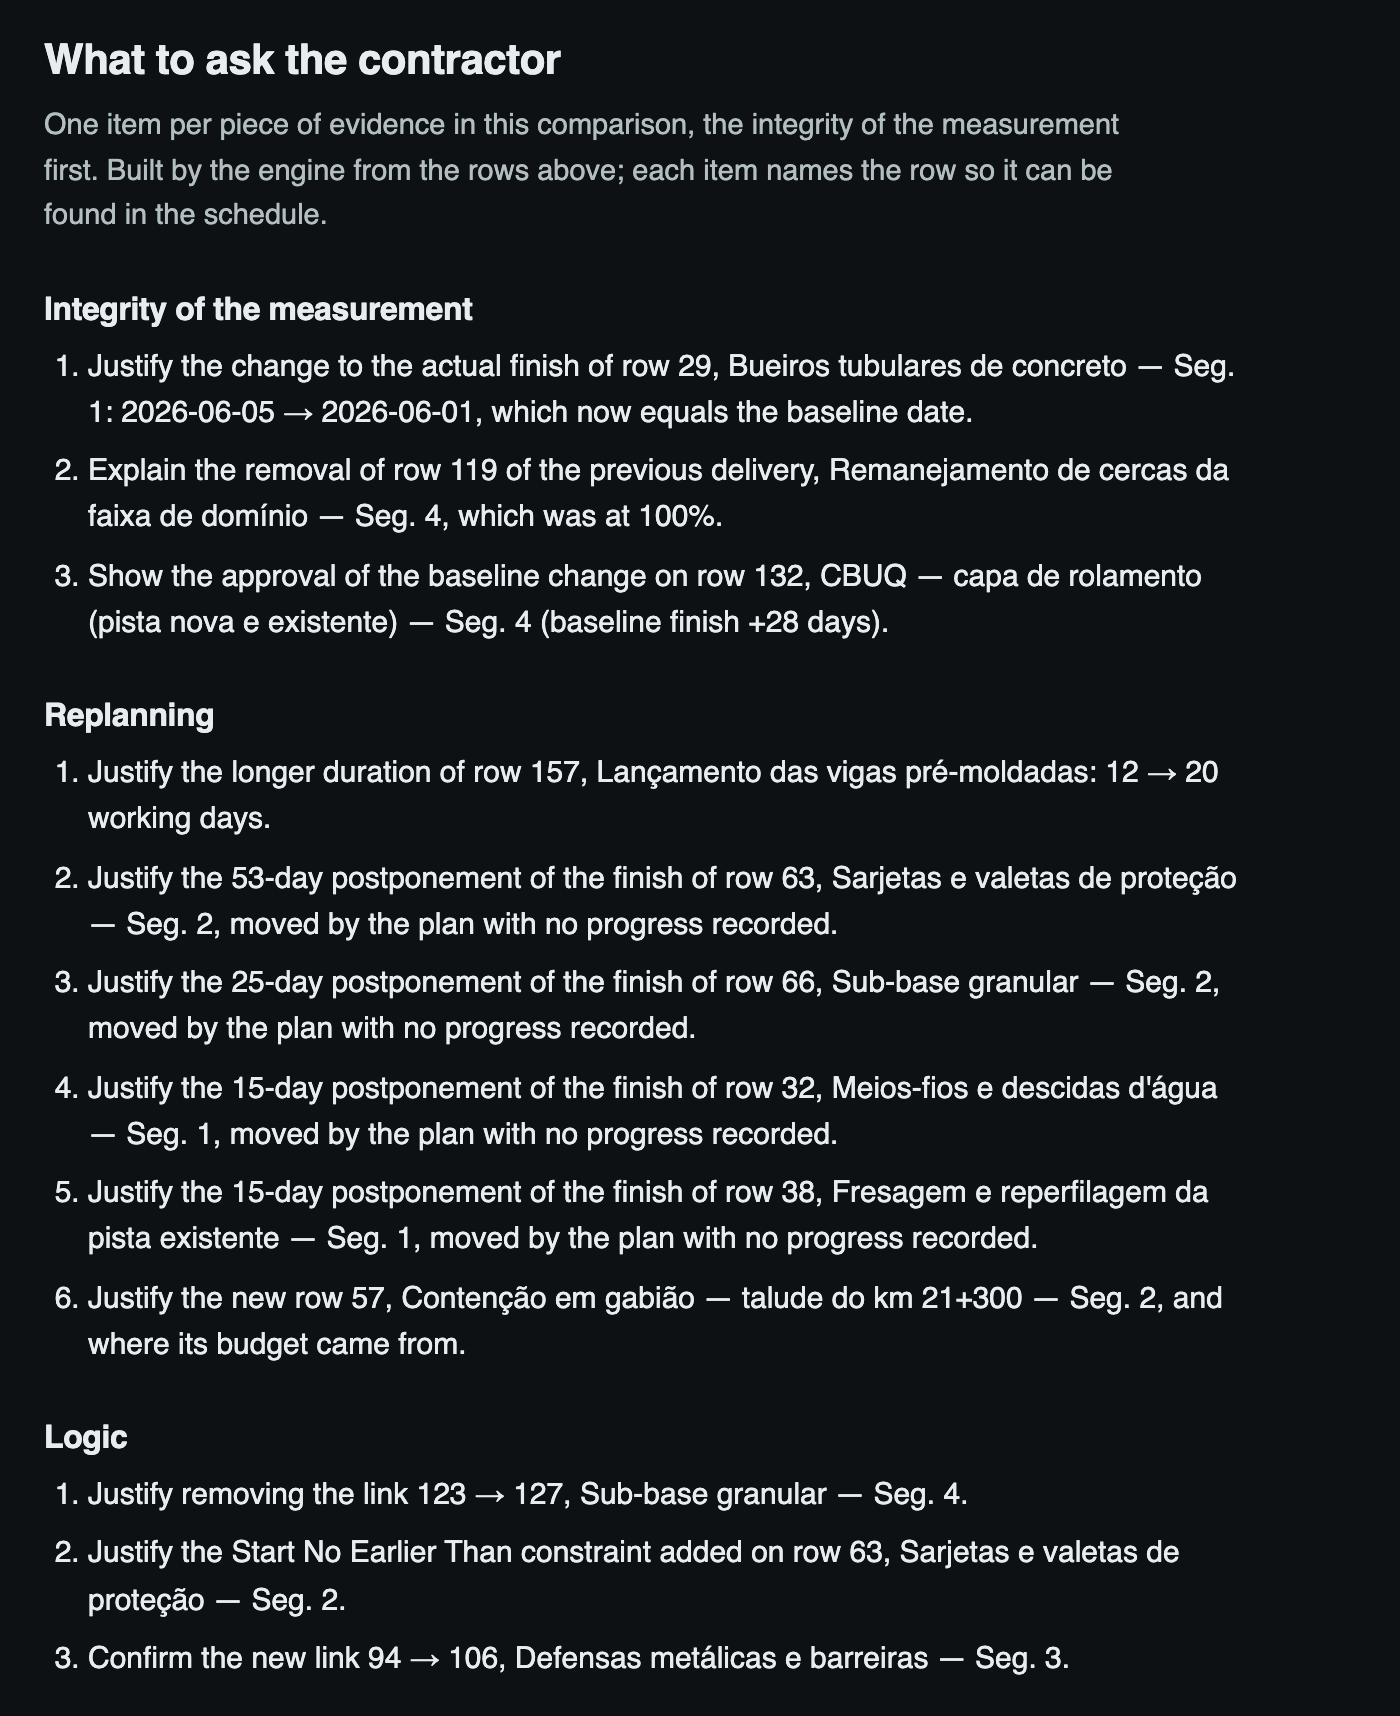 What to ask the contractor
One item per piece of evidence in this comparison, the integrity of the measurement
first. Built by the engine from the rows above; each item names the row so it can be
found in the schedule.
Integrity of the measurement
1. Justify the change to the actual finish of row 29, Bueiros tubulares de concreto — Seg.
1: 2026-06-05 → 2026-06-01, which now equals the baseline date.
2. Explain the removal of row 119 of the previous delivery, Remanejamento de cercas da
faixa de domínio — Seg. 4, which was at 100%.
3. Show the approval of the baseline change on row 132, CBUQ — capa de rolamento
(pista nova e existente) — Seg. 4 (baseline finish +28 days).
Replanning
1. Justify the longer duration of row 157, Lançamento das vigas pré-moldadas: 12 → 20
working days.
2. Justify the 53-day postponement of the finish of row 63, Sarjetas e valetas de proteção
— Seg. 2, moved by the plan with no progress recorded.
3. Justify the 25-day postponement of the finish of row 66, Sub-base granular — Seg. 2,
moved by the plan with no progress recorded.
4. Justify the 15-day postponement of the finish of row 32, Meios-fios e descidas d'água
— Seg. 1, moved by the plan with no progress recorded.
5. Justify the 15-day postponement of the finish of row 38, Fresagem e reperfilagem da
pista existente — Seg. 1, moved by the plan with no progress recorded.
6. Justify the new row 57, Contenção em gabião — talude do km 21+300 — Seg. 2, and
where its budget came from.
Logic
1. Justify removing the link 123 → 127, Sub-base granular — Seg. 4.
2. Justify the Start No Earlier Than constraint added on row 63, Sarjetas e valetas de
proteção — Seg. 2.
3. Confirm the new link 94 → 106, Defensas metálicas e barreiras — Seg. 3.